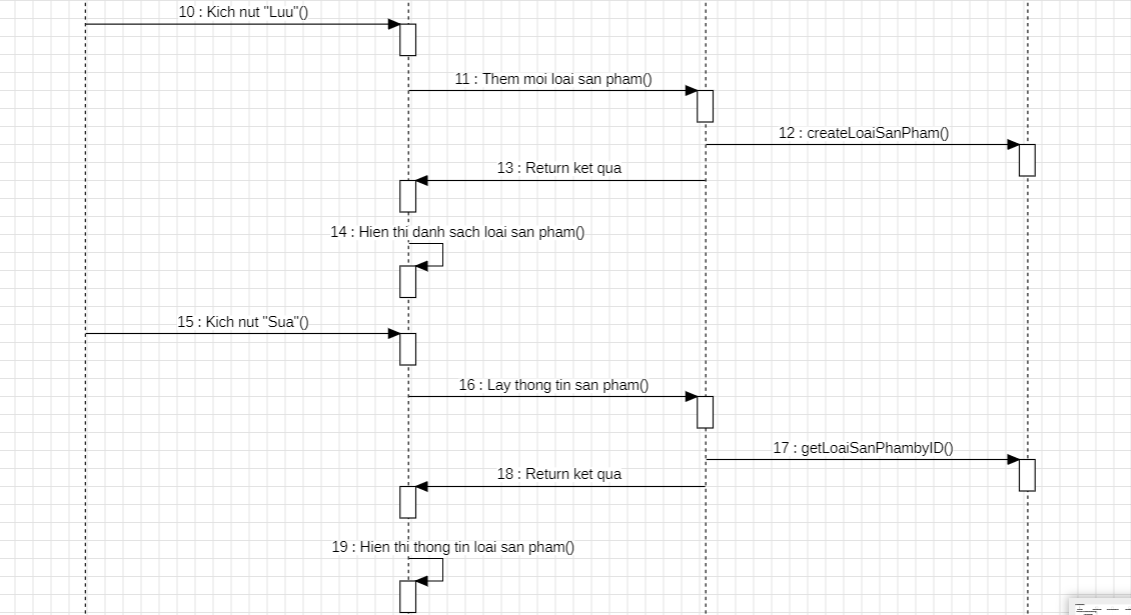 10 : Kich nut "Luu"()
11 : Them moi loai san pham()
12 : createLoaiSanPham()
13 : Return ket qua
14 : Hien thi danh sach loai san pham()
15 : Kich nut "Sua"()
16 : Lay thong tin san pham()
17 : getLoaiSanPhambyID()
18 : Return ket qua
19 : Hien thi thong tin loai san pham()